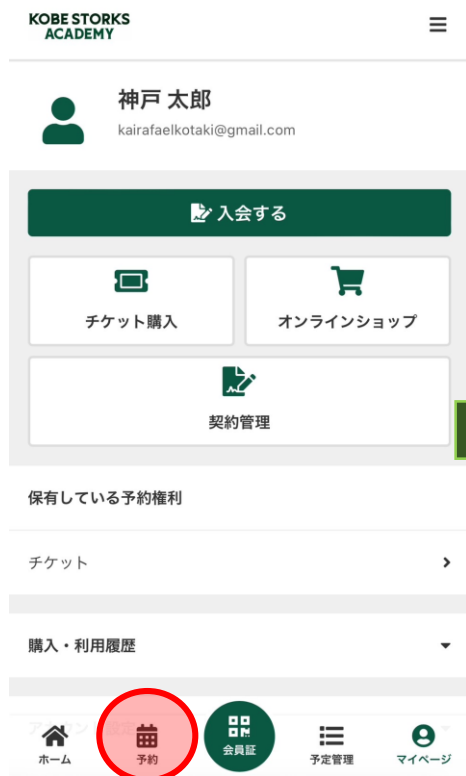 KOBE STORKS
ACADEMY
神戸 太郎
kairafaelkotaki@gmail.com
入会する
チケット購入
オンラインショップ
契約管理
保有している予約権利
チケット
購入・利用履歴
ホーム
予約
会員証
予定管理
マイページ